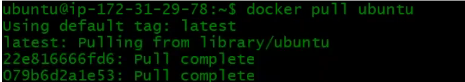 ubuntu@ip-172-31-29-78:~$ docker pull ubuntu
Using default tag: latest
latest: Pulling from library/ubuntu
22e816666fd6: Pull complete
079b6d2a1e53: Pull complete